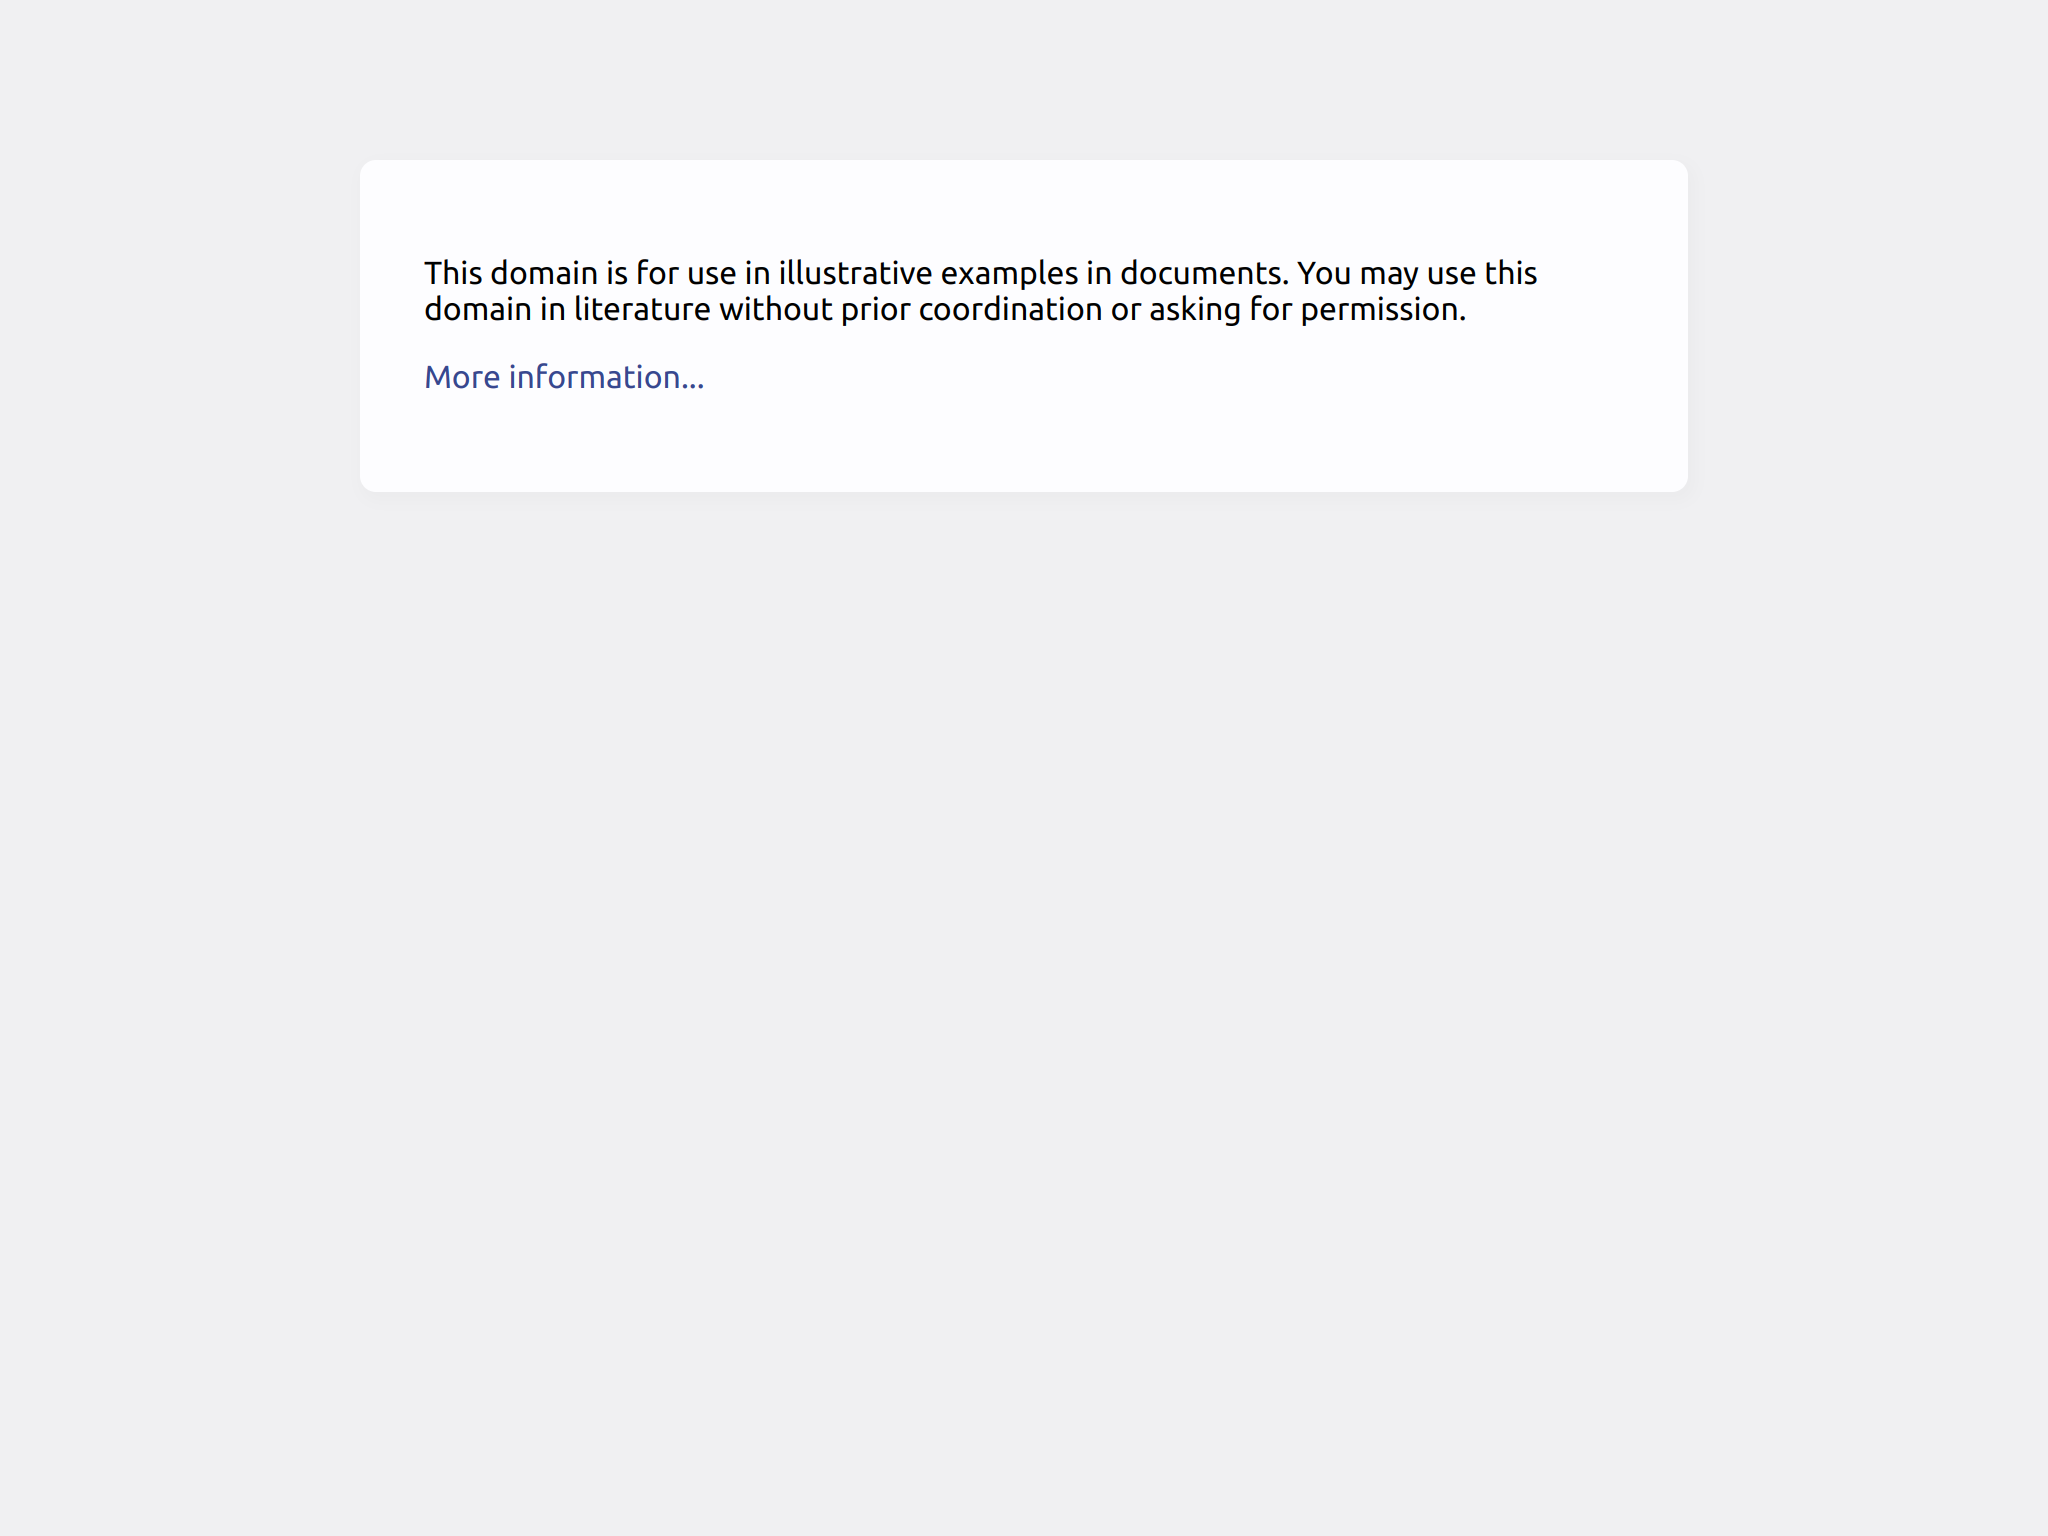 This domain is for use in illustrative examples in documents. You may use this
domain in literature without prior coordination or asking for permission.
More information...